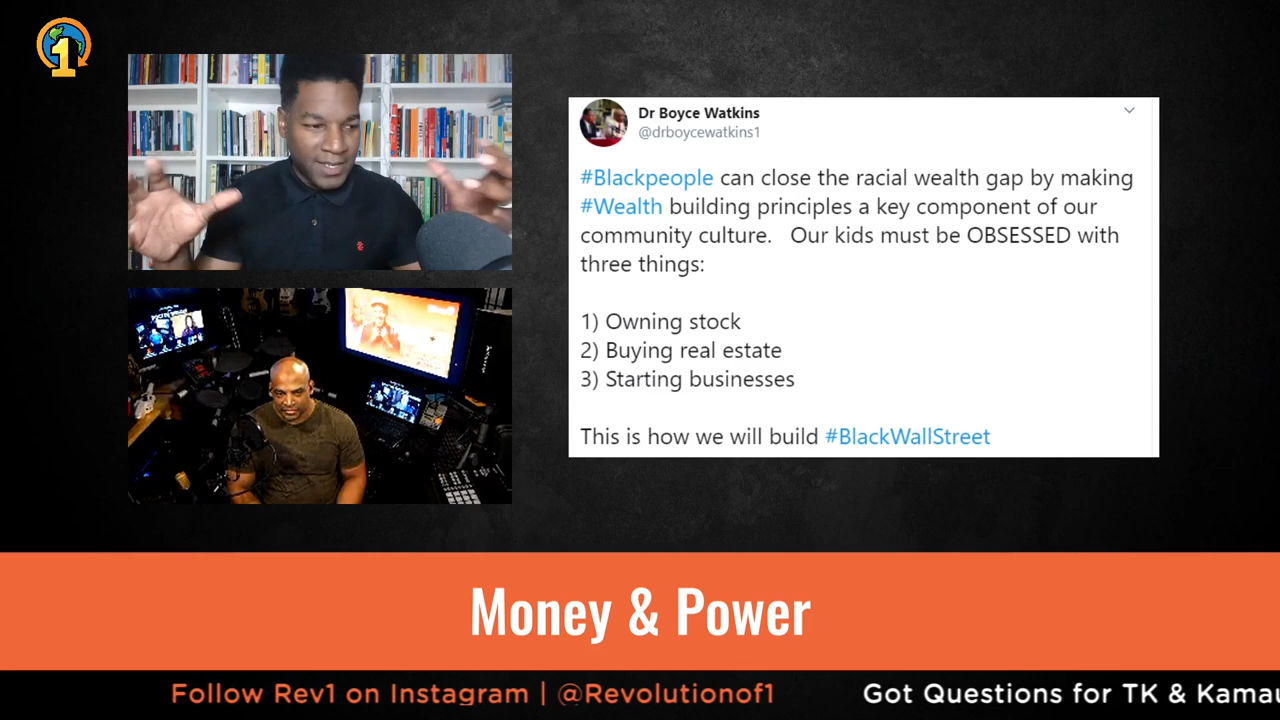 1
Dr Boyce Watkins
@drboycewatkins1
#Blackpeople can close the racial wealth gap by making
#Wealth building principles a key component of our
community culture. Our kids must be OBSESSED with
three things:
1) Owning stock
2) Buying real estate
3) Starting businesses
This is how we will build #BlackWallStreet
Money & Power
Follow Rev1 on Instagram | @Revolutionof1
Got Questions for TK & Kamau